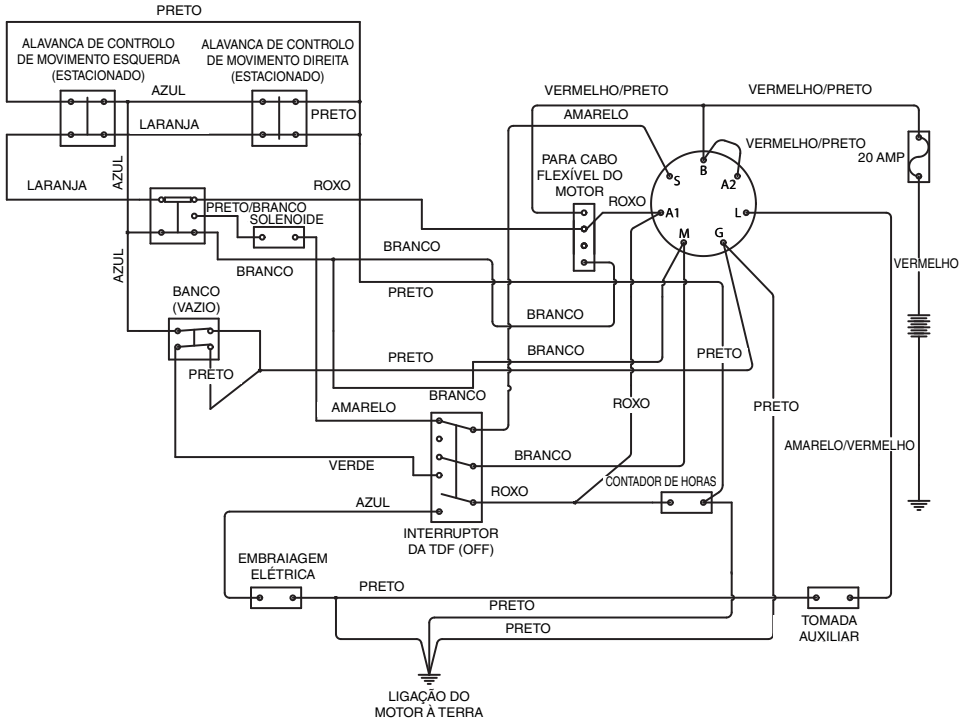 PRETO
ALAVANCA DE CONTROLO
DE MOVIMENTO ESQUERDA
(ESTACIONADO)
ALAVANCA DE CONTROLO
DE MOVIMENTO DIREITA
(ESTACIONADO)
AZUL
PRETO
LARANJA
AZUL
LARANJA
ROXO
PRETO/BRANCO
SOLENOIDE
BRANCO
BRANCO
AZUL
VERMELHO/PRETO
VERMELHO/PRETO
AMARELO
VERMELHO/PRETO
20 AMP
PARA CABO
FLEXÍVEL DO
MOTOR
ROXO
S
B
A2
A1
L
M
G
VERMELHO
PRETO
BANCO
(VAZIO)
BRANCO
BRANCO
PRETO
PRETO
PRETO
BRANCO
AMARELO
ROXO
PRETO
AMARELO/VERMELHO
VERDE
BRANCO
CONTADOR DE HORAS
ROXO
AZUL
INTERRUPTOR
DA TDF (OFF)
EMBRAIAGEM
ELÉTRICA
PRETO
PRETO
PRETO
TOMADA
AUXILIAR
LIGAÇÃO DO
MOTOR À TERRA